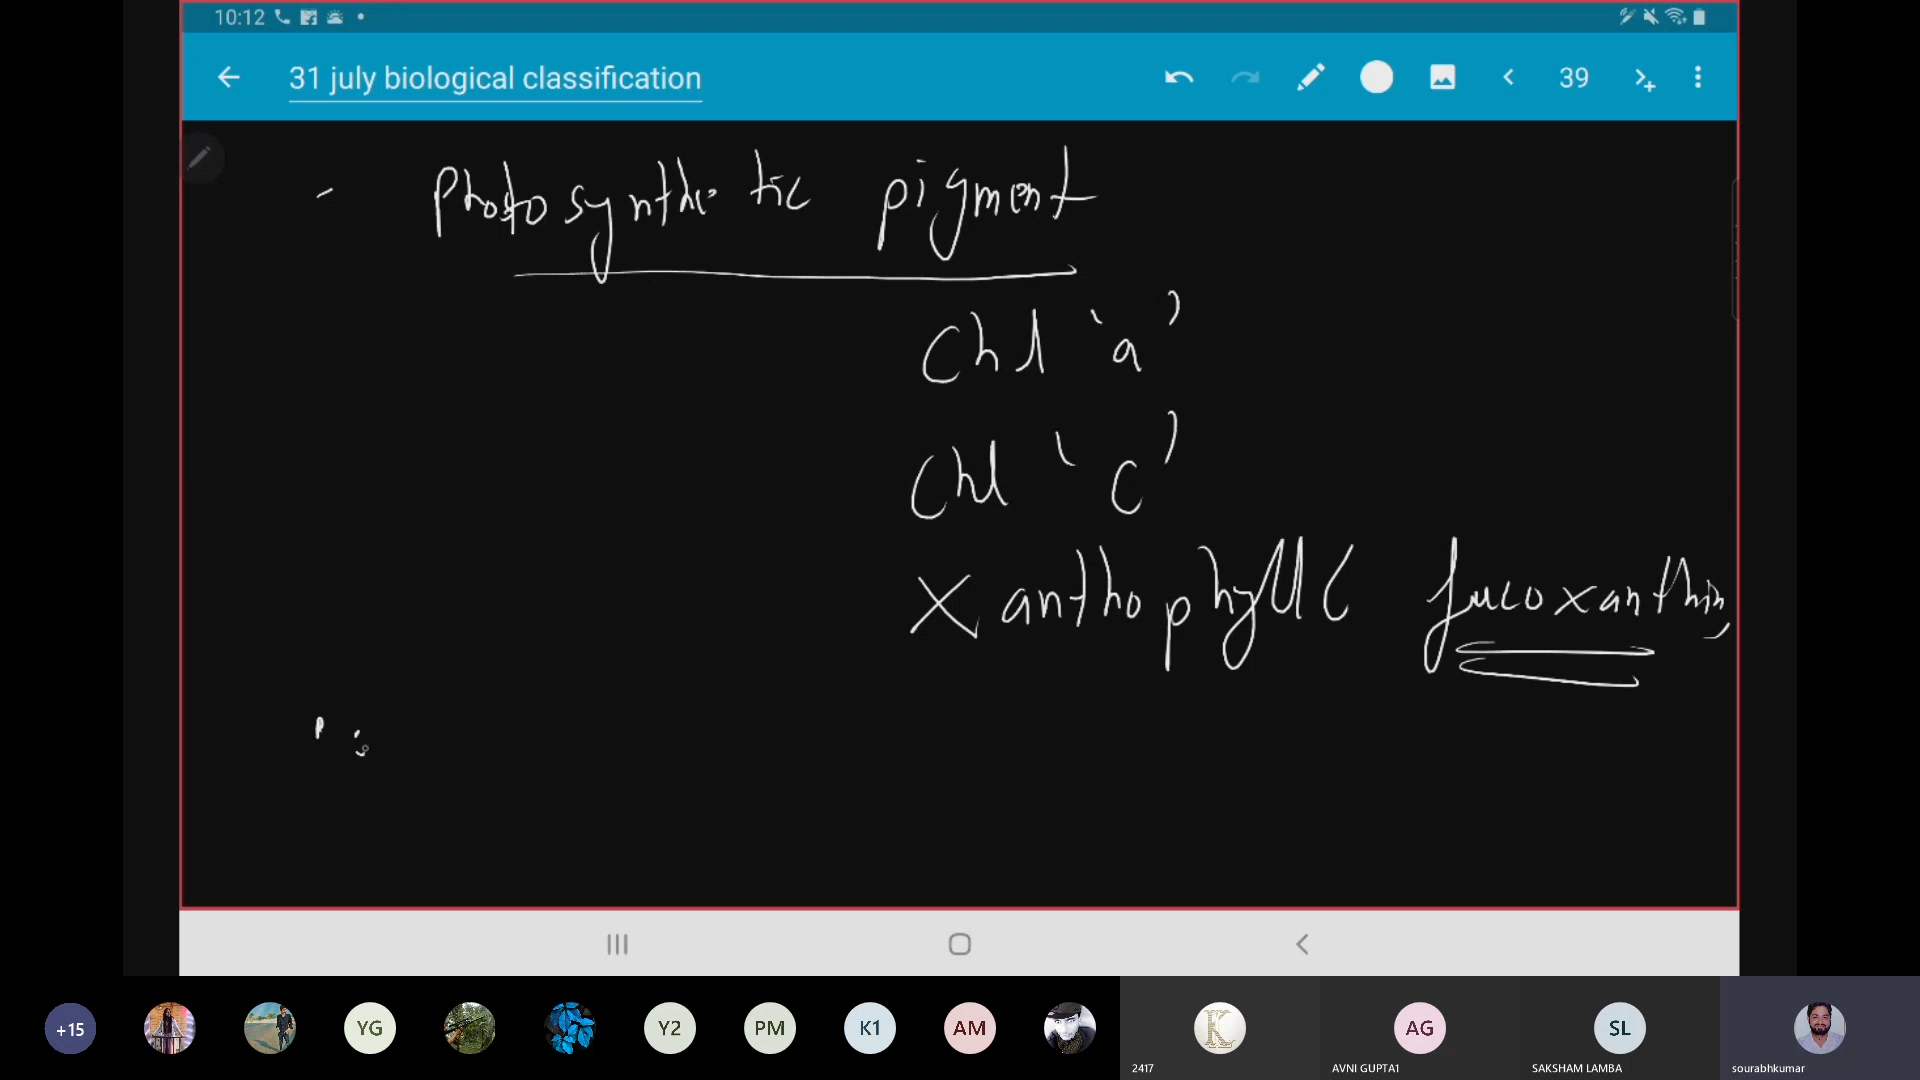 10:12
31 july biological classification
39
- Photosynthetic pigment
Chl 'a'
Chl 'c'
Xanthophyll ( fucoxanthin,
+15
YG
Y2
PM
K1
AM
K
AG
SL
2417
AVNI GUPTA1
SAKSHAM LAMBA
sourabhkumar